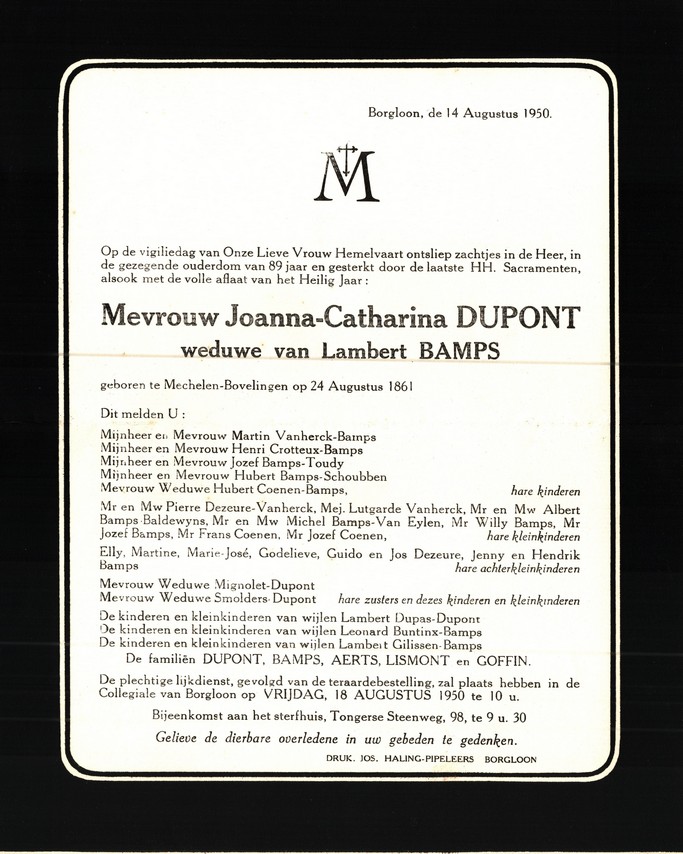 Borgloon, de 14 Augustus 1950.
M
Op de vigiliedag van Onze Lieve Vrouw Hemelvaart ontsliep zachtjes in de Heer, in
de gezegende ouderdom van 89 jaar en gesterkt door de laatste HH. Sacramenten,
alsook met de volle aflaat van het Heilig Jaar :
Mevrouw Joanna-Catharina DUPONT
weduwe van Lambert BAMPS
geboren te Mechelen-Bovelingen op 24 Augustus 1861
Dit melden U :
Mijnheer en Mevrouw Martin Vanherck-Bamps
Mijnheer en Mevrouw Henri Crotteux-Bamps
Mijnheer en Mevrouw Jozef Bamps-Toudy
Mijnheer en Mevrouw Hubert Bamps-Schoubben
Mevrouw Weduwe Hubert Coenen-Bamps, hare kinderen
Mr en Mw Pierre Dezeure-Vanherck, Mej. Lutgarde Vanherck, Mr en Mw Albert
Bamps-Baldewyns, Mr en Mw Michel Bamps-Van Eylen, Mr Willy Bamps, Mr
Jozef Bamps, Mr Frans Coenen, Mr Jozef Coenen, hare kleinkinderen
Elly, Martine, Marie-José, Godelieve, Guido en Jos Dezeure, Jenny en Hendrik
Bamps hare achterkleinkinderen
Mevrouw Weduwe Mignolet-Dupont
Mevrouw Weduwe Smolders-Dupont hare zusters en dezes kinderen en kleinkinderen
De kinderen en kleinkinderen van wijlen Lambert Dupas-Dupont
De kinderen en kleinkinderen van wijlen Leonard Buntinx-Bamps
De kinderen en kleinkinderen van wijlen Lambert Gilissen-Bamps
De familiën DUPONT, BAMPS, AERTS, LISMONT en GOFFIN.
De plechtige lijkdienst, gevolgd van de teraardebestelling, zal plaats hebben in de
Collegiale van Borgloon op VRIJDAG, 18 AUGUSTUS 1950 te 10 u.
Bijeenkomst aan het sterfhuis, Tongerse Steenweg, 98, te 9 u. 30
Gelieve de dierbare overledene in uw gebeden te gedenken.
DRUK. JOS. HALING-PIPELEERS BORGLOON